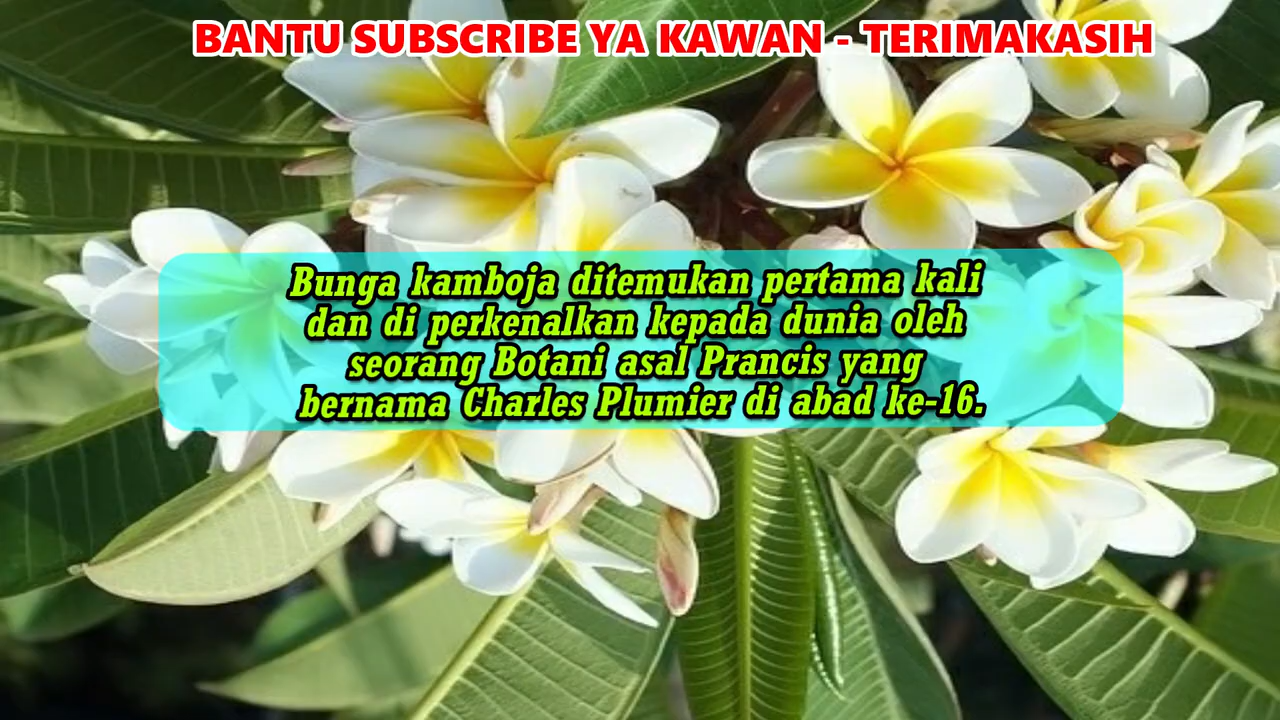 BANTU SUBSCRIBE YA KAWAN - TERIMAKASIH
Bunga kamboja ditemukan pertama kali
dan di perkenalkan kepada dunia oleh
seorang Botani asal Prancis yang
bernama Charles Plumier di abad ke-16.